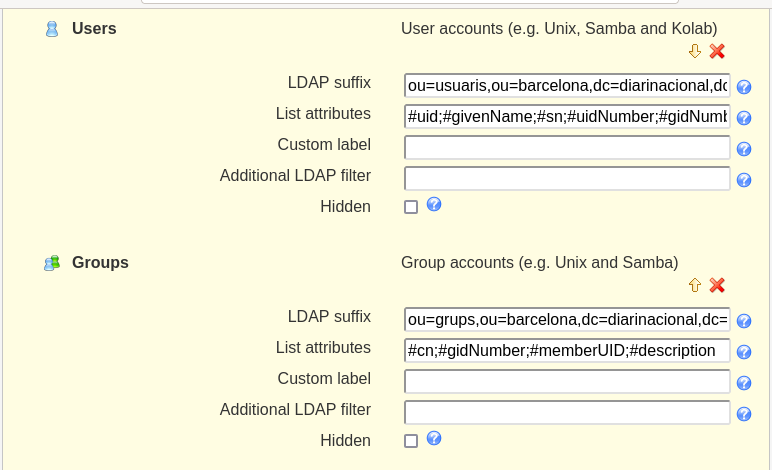 Users
User accounts (e.g. Unix, Samba and Kolab)
LDAP suffix ou=usuaris,ou=barcelona,dc=diarinacional,dc
List attributes #uid;#givenName;#sn;#uidNumber;#gidNumb
Custom label
Additional LDAP filter
Hidden
Groups
Group accounts (e.g. Unix and Samba)
LDAP suffix ou=grups,ou=barcelona,dc=diarinacional,dc=
List attributes #cn;#gidNumber;#memberUID;#description
Custom label
Additional LDAP filter
Hidden